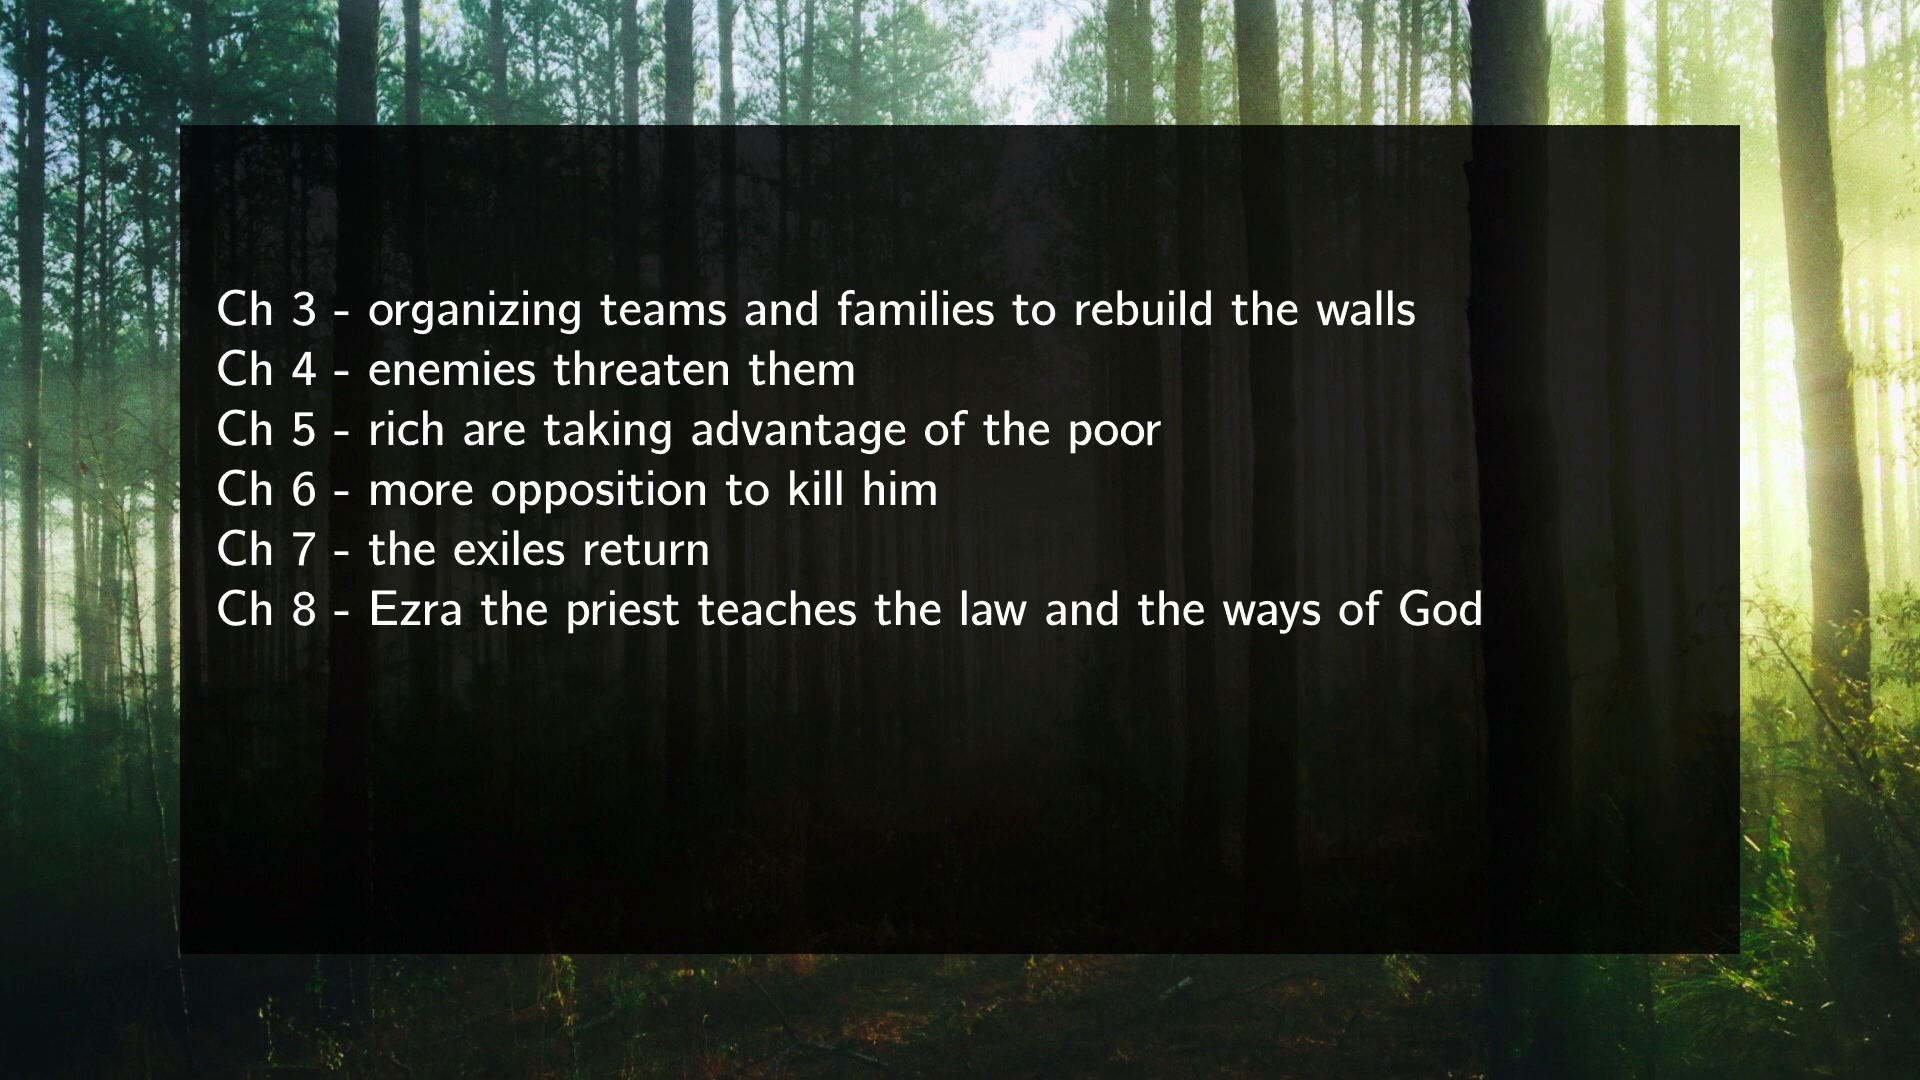 Ch 3 - organizing teams and families to rebuild the walls
Ch 4 - enemies threaten them
Ch 5 - rich are taking advantage of the poor
Ch 6 - more opposition to kill him
Ch 7 - the exiles return
Ch 8 - Ezra the priest teaches the law and the ways of God